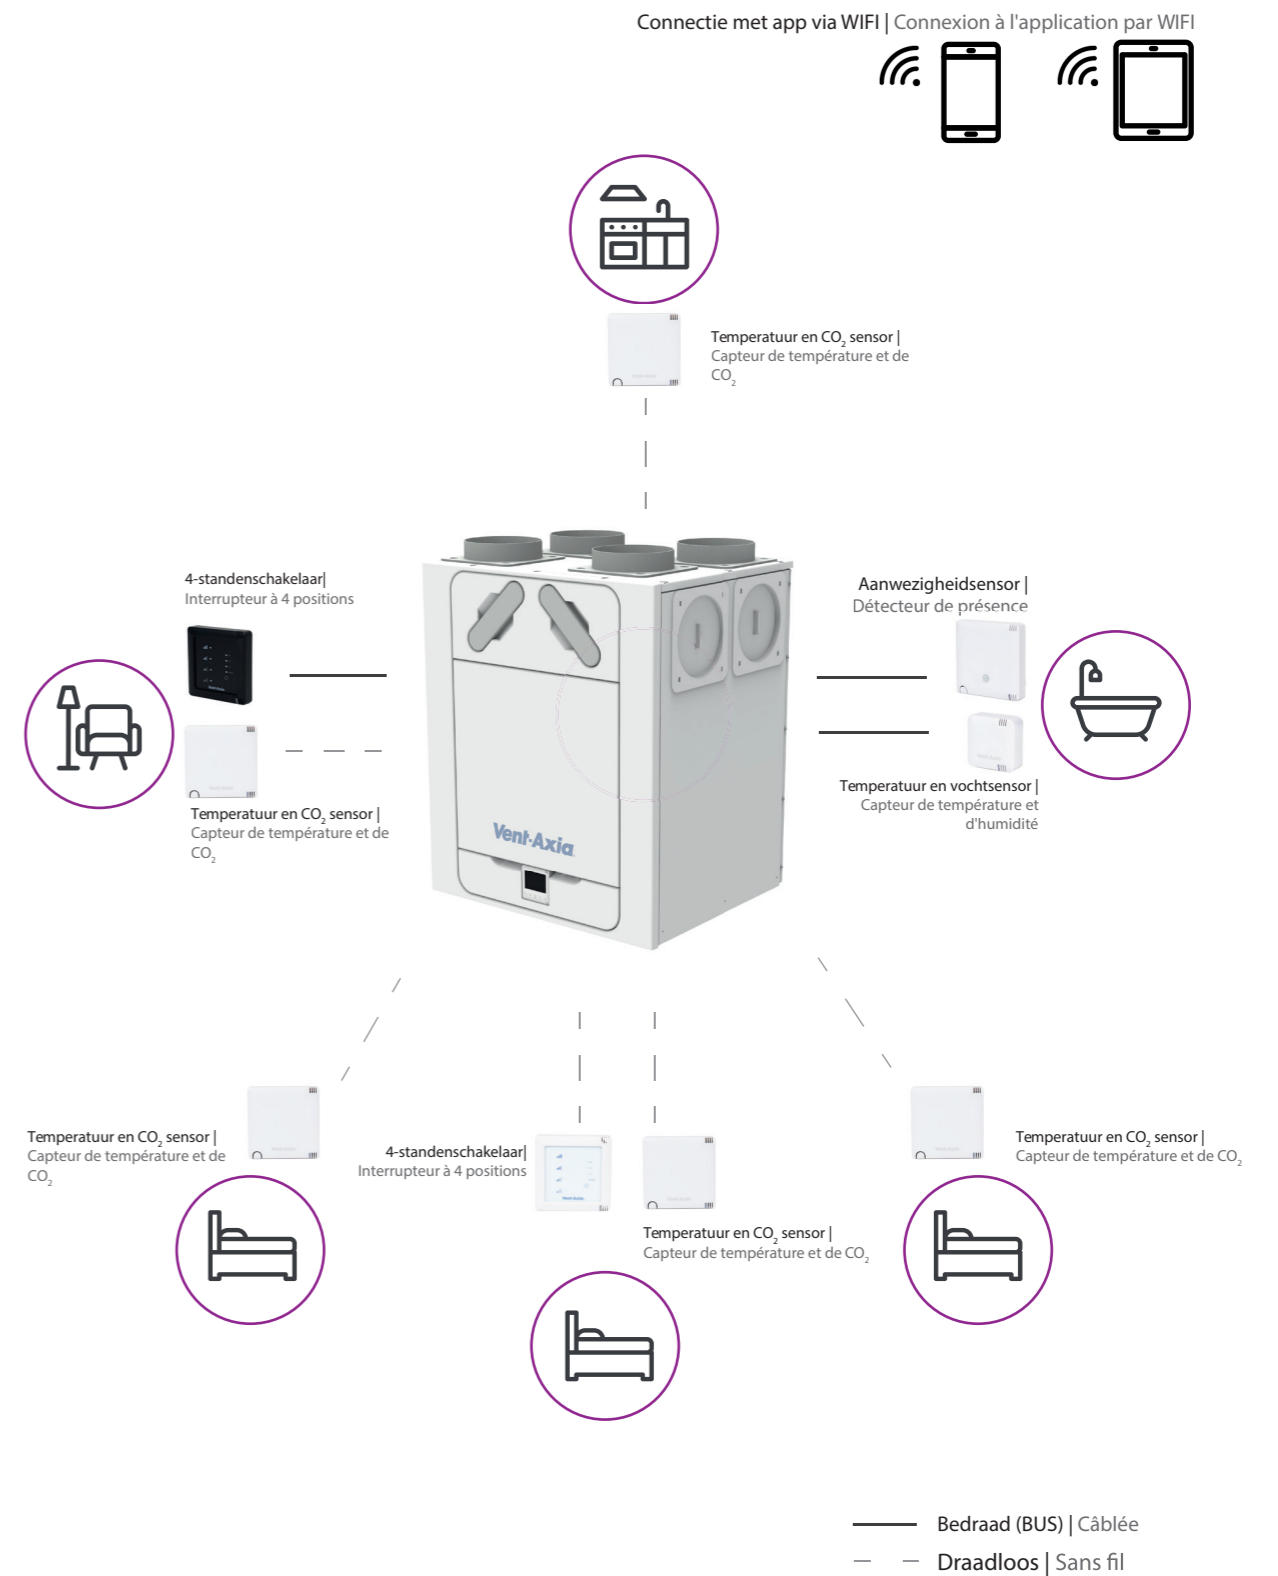 Connectie met app via WIFI | Connexion à l'application par WIFI
Temperatuur en CO₂ sensor |
Capteur de température et de
CO₂
4-standenschakelaar|
Interrupteur à 4 positions
Aanwezigheidsensor |
Détecteur de présence
Temperatuur en CO₂ sensor |
Capteur de température et de
CO₂
Temperatuur en vochtsensor |
Capteur de température et
d'humidité
Vent-Axia
Temperatuur en CO₂ sensor |
Capteur de température et de
CO₂
4-standenschakelaar|
Interrupteur à 4 positions
Temperatuur en CO₂ sensor |
Capteur de température et de CO₂
Temperatuur en CO₂ sensor |
Capteur de température et de CO₂
Bedraad (BUS) | Câblée
Draadloos | Sans fil